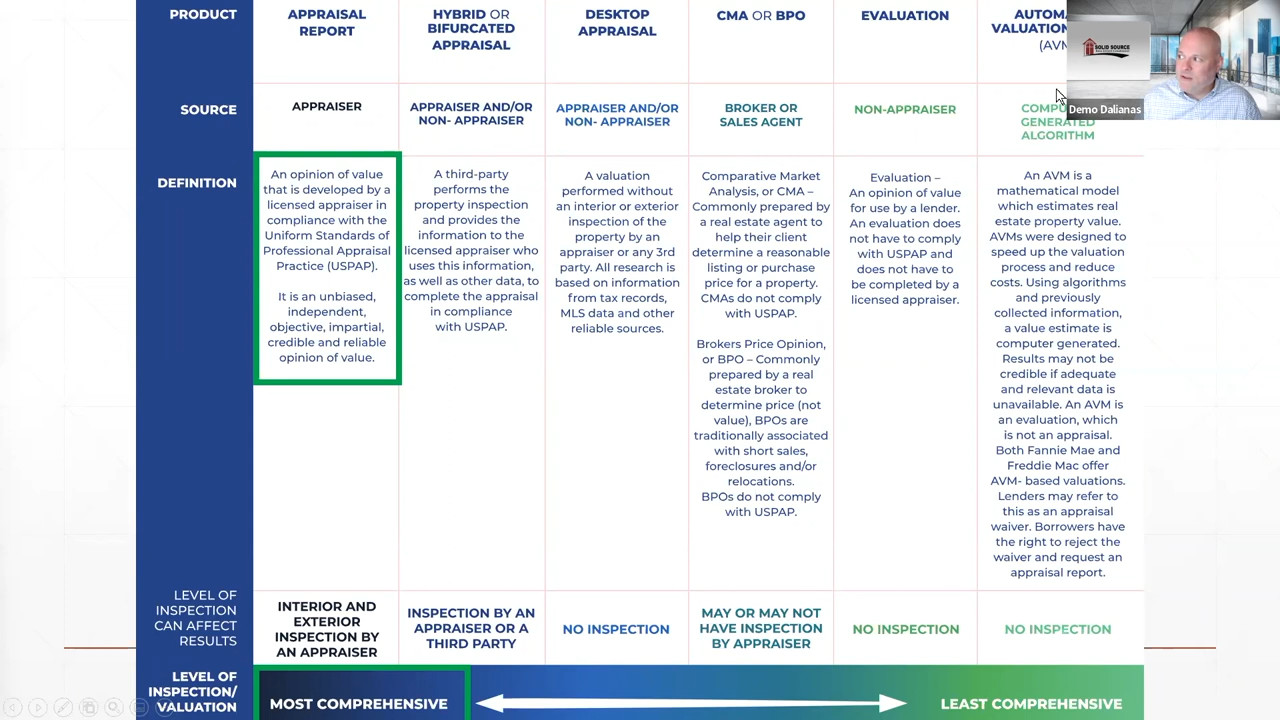 PRODUCT
APPRAISAL
REPORT
HYBRID OR
BIFURCATED
APPRAISAL
DESKTOP
APPRAISAL
CMA OR BPO
EVALUATION
VALUATION
(AVM
SOLID SOURCE
Demo Dalianas
SOURCE
APPRAISER
APPRAISER AND/OR
NON- APPRAISER
APPRAISER AND/OR
NON- APPRAISER
BROKER OR
SALES AGENT
NON-APPRAISER
GENERATED
ALGORITHM
DEFINITION
An opinion of value
that is developed by a
licensed appraiser in
compliance with the
Uniform Standards of
Professional Appraisal
Practice (USPAP).
It is an unbiased,
independent,
objective, impartial,
credible and reliable
opinion of value.
A third-party
performs the
property inspection
and provides the
information to the
licensed appraiser who
uses this information,
as well as other data, to
complete the appraisal
in compliance
with USPAP.
A valuation
performed without
an interior or exterior
inspection of the
property by an
appraiser or any 3rd
party. All research is
based on information
from tax records,
MLS data and other
reliable sources.
Comparative Market
Analysis, or CMA –
Commonly prepared by
a real estate agent to
help their client
determine a reasonable
listing or purchase
price for a property.
CMAs do not comply
with USPAP.
Brokers Price Opinion,
or BPO – Commonly
prepared by a real
estate broker to
determine price (not
value), BPOs are
traditionally associated
with short sales,
foreclosures and/or
relocations.
BPOs do not comply
with USPAP.
Evaluation –
An opinion of value
for use by a lender.
An evaluation does
not have to comply
with USPAP and
does not have to
be completed by a
licensed appraiser.
An AVM is a
mathematical model
which estimates real
estate property value.
AVMs were designed to
speed up the valuation
process and reduce
costs. Using algorithms
and previously
collected information,
a value estimate is
computer generated.
Results may not be
credible if adequate
and relevant data is
unavailable. An AVM is
an evaluation, which
is not an appraisal.
Both Fannie Mae and
Freddie Mac offer
AVM- based valuations.
Lenders may refer to
this as an appraisal
waiver. Borrowers have
the right to reject the
waiver and request an
appraisal report.
LEVEL OF
INSPECTION
CAN AFFECT
RESULTS
INTERIOR AND
EXTERIOR
INSPECTION BY
AN APPRAISER
INSPECTION BY AN
APPRAISER OR A
THIRD PARTY
NO INSPECTION
MAY OR MAY NOT
HAVE INSPECTION
BY APPRAISER
NO INSPECTION
NO INSPECTION
LEVEL OF
INSPECTION/
VALUATION
MOST COMPREHENSIVE
LEAST COMPREHENSIVE